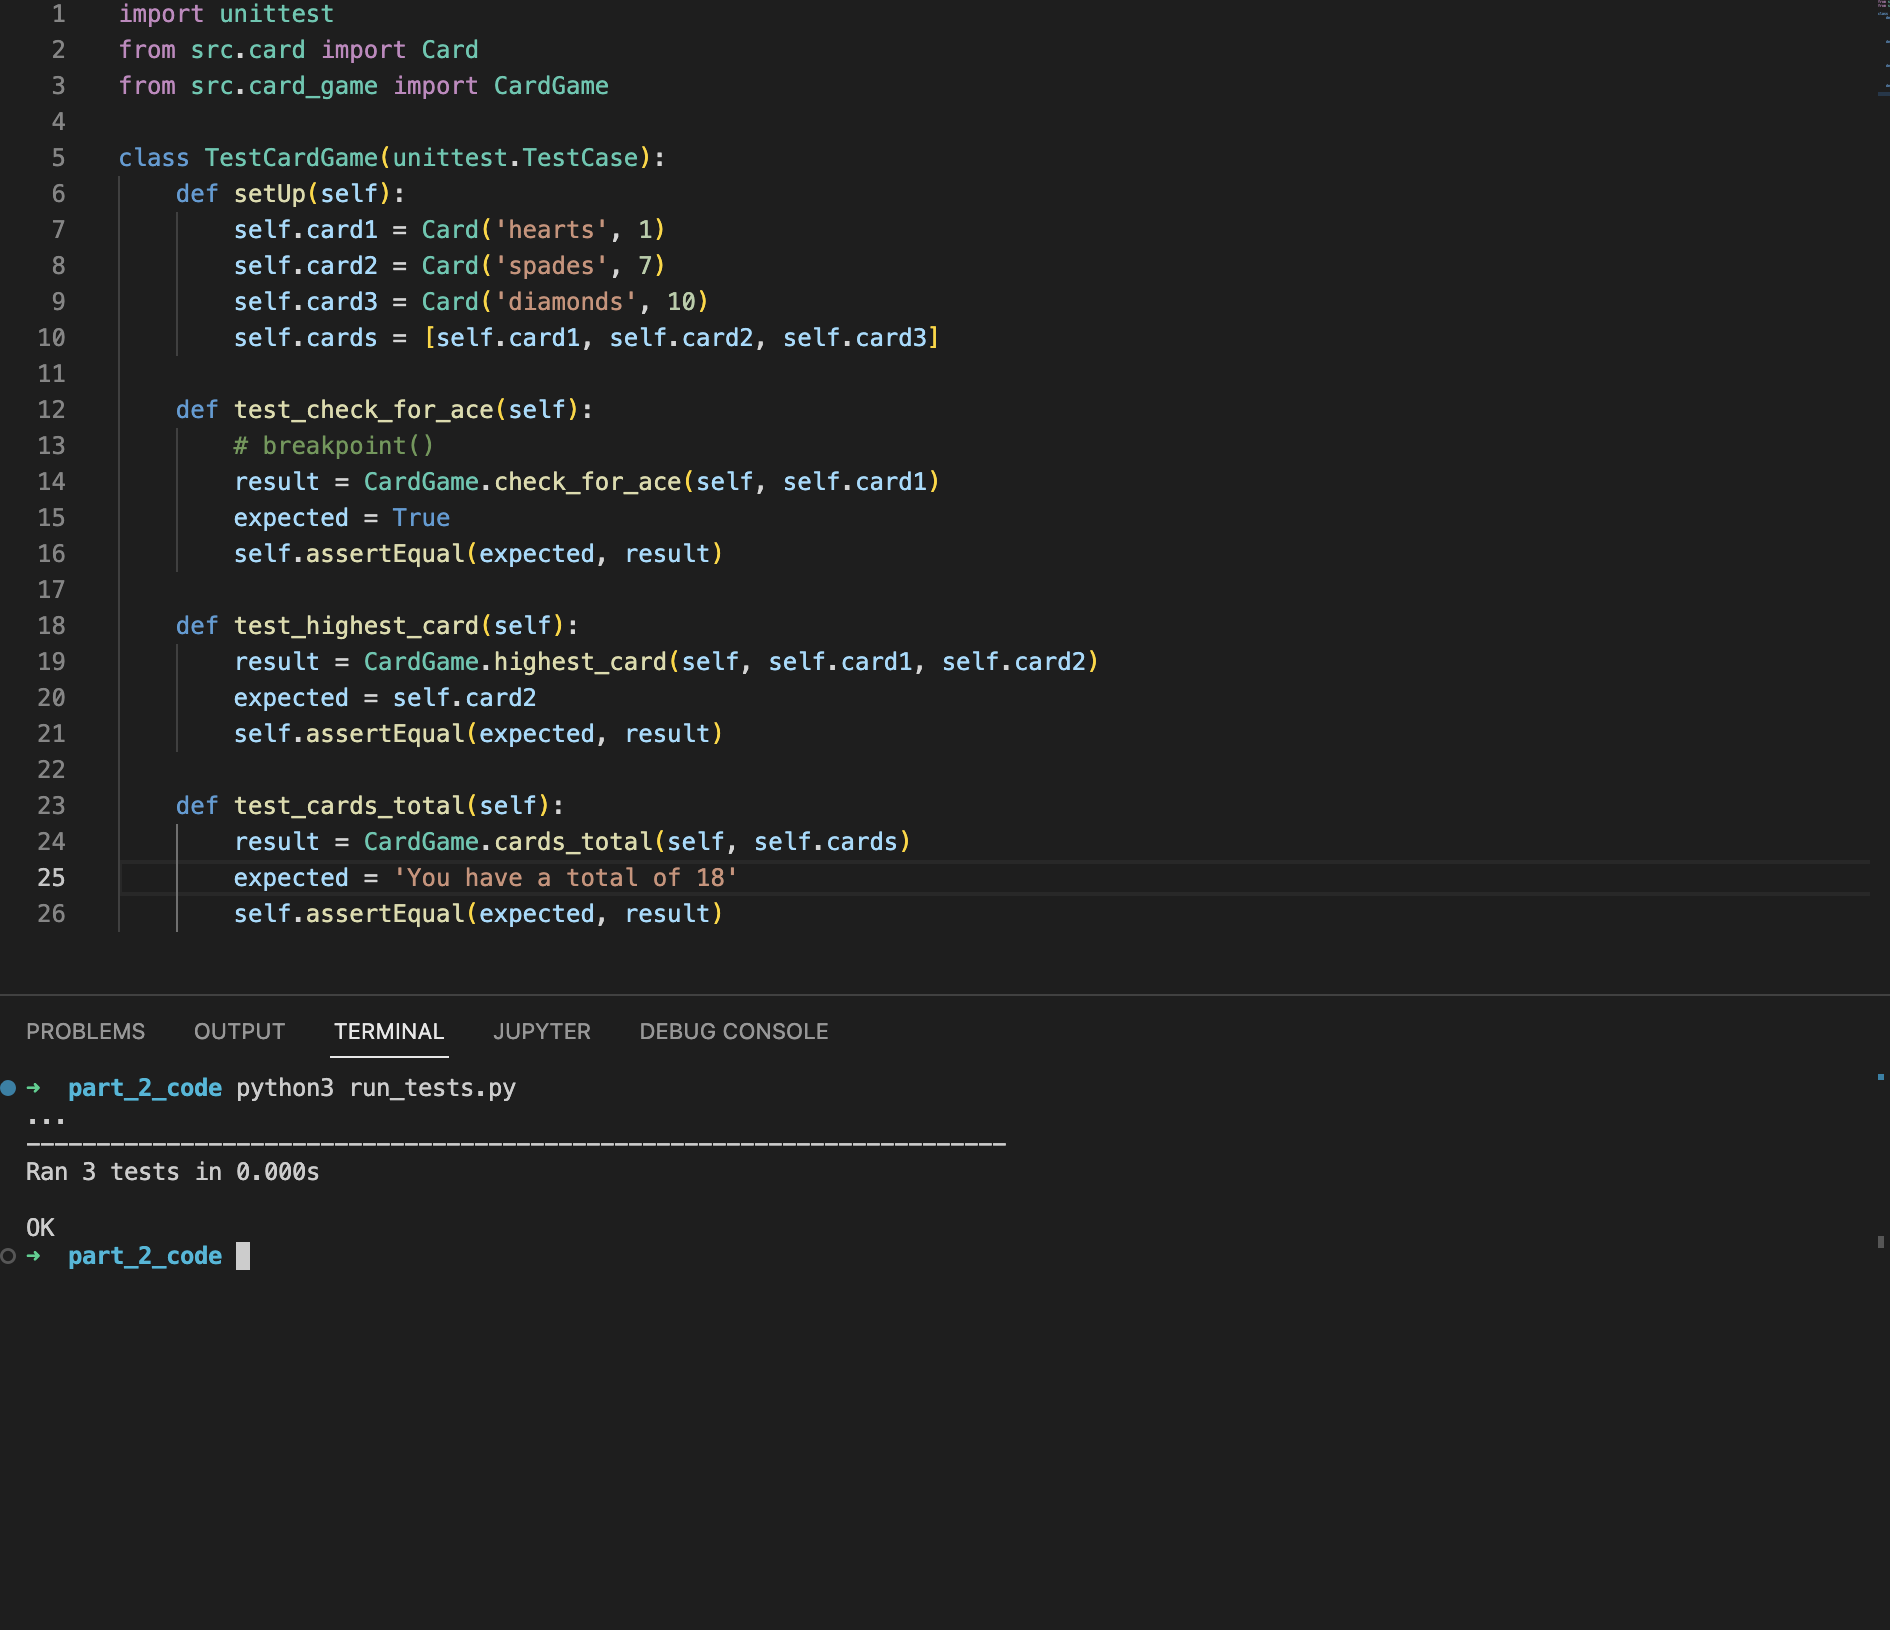 1 import unittest
2 from src.card import Card
3 from src.card_game import CardGame
4
5 class TestCardGame(unittest.TestCase):
6     def setUp(self):
7         self.card1 = Card('hearts', 1)
8         self.card2 = Card('spades', 7)
9         self.card3 = Card('diamonds', 10)
10         self.cards = [self.card1, self.card2, self.card3]
11
12     def test_check_for_ace(self):
13         # breakpoint()
14         result = CardGame.check_for_ace(self, self.card1)
15         expected = True
16         self.assertEqual(expected, result)
17
18     def test_highest_card(self):
19         result = CardGame.highest_card(self, self.card1, self.card2)
20         expected = self.card2
21         self.assertEqual(expected, result)
22
23     def test_cards_total(self):
24         result = CardGame.cards_total(self, self.cards)
25         expected = 'You have a total of 18'
26         self.assertEqual(expected, result)
PROBLEMS OUTPUT TERMINAL JUPYTER DEBUG CONSOLE
➜ part_2_code python3 run_tests.py
...
----------------------------------------------------------------------
Ran 3 tests in 0.000s

OK
➜ part_2_code